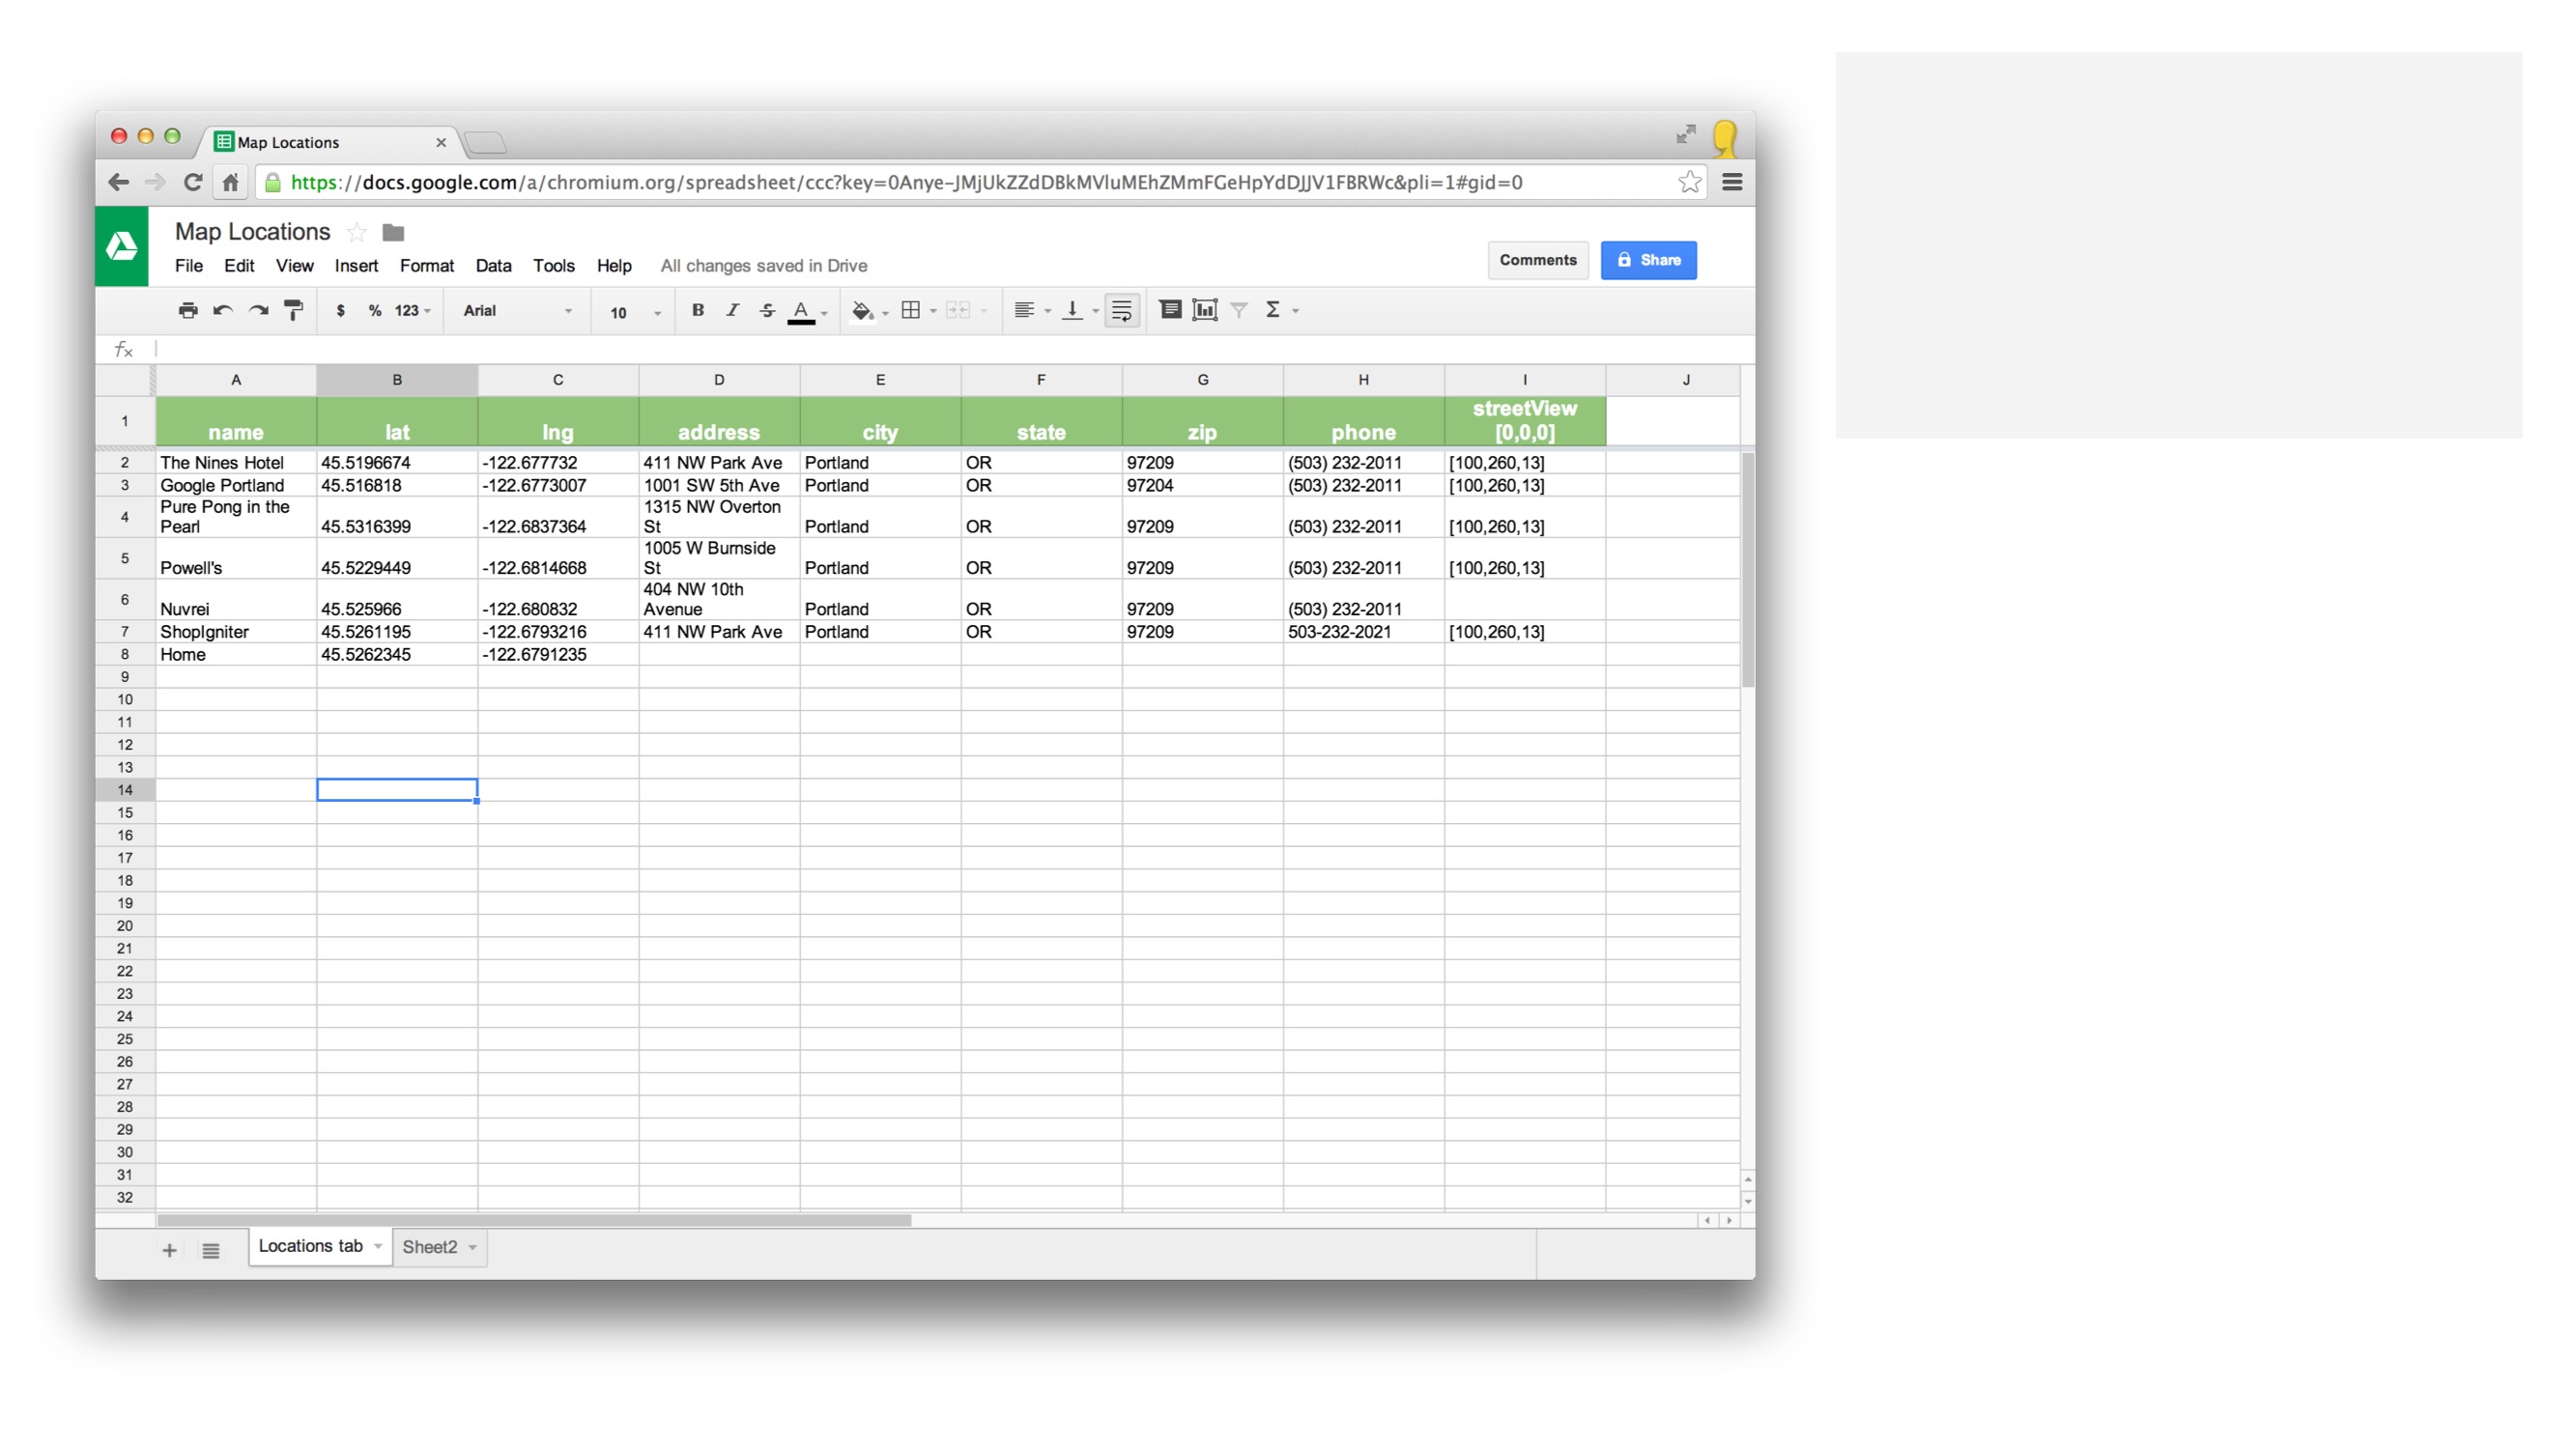 Map Locations
https://docs.google.com/a/chromium.org/spreadsheet/ccc?key=0Anye-JMjUkZZdDBkMVluMEhZMmFGeHpYdDJJV1FBRWc&pli=1#gid=0
Map Locations
File Edit View Insert Format Data Tools Help All changes saved in Drive
Comments Share
$ % 123 Arial 10 B I S A Σ
fx
A B C D E F G H I J
1 name lat lng address city state zip phone streetView
[0,0,0]
2 The Nines Hotel 45.5196674 -122.677732 411 NW Park Ave Portland OR 97209 (503) 232-2011 [100,260,13]
3 Google Portland 45.516818 -122.6773007 1001 SW 5th Ave Portland OR 97204 (503) 232-2011 [100,260,13]
4 Pure Pong in the 1315 NW Overton
Pearl 45.5316399 -122.6837364 St Portland OR 97209 (503) 232-2011 [100,260,13]
5 1005 W Burnside
Powell's 45.5229449 -122.6814668 St Portland OR 97209 (503) 232-2011 [100,260,13]
6 404 NW 10th
Nuvrei 45.525966 -122.680832 Avenue Portland OR 97209 (503) 232-2011
7 ShopIgniter 45.5261195 -122.6793216 411 NW Park Ave Portland OR 97209 503-232-2021 [100,260,13]
8 Home 45.5262345 -122.6791235
9
10
11
12
13
14
15
16
17
18
19
20
21
22
23
24
25
26
27
28
29
30
31
32
+ Locations tab Sheet2